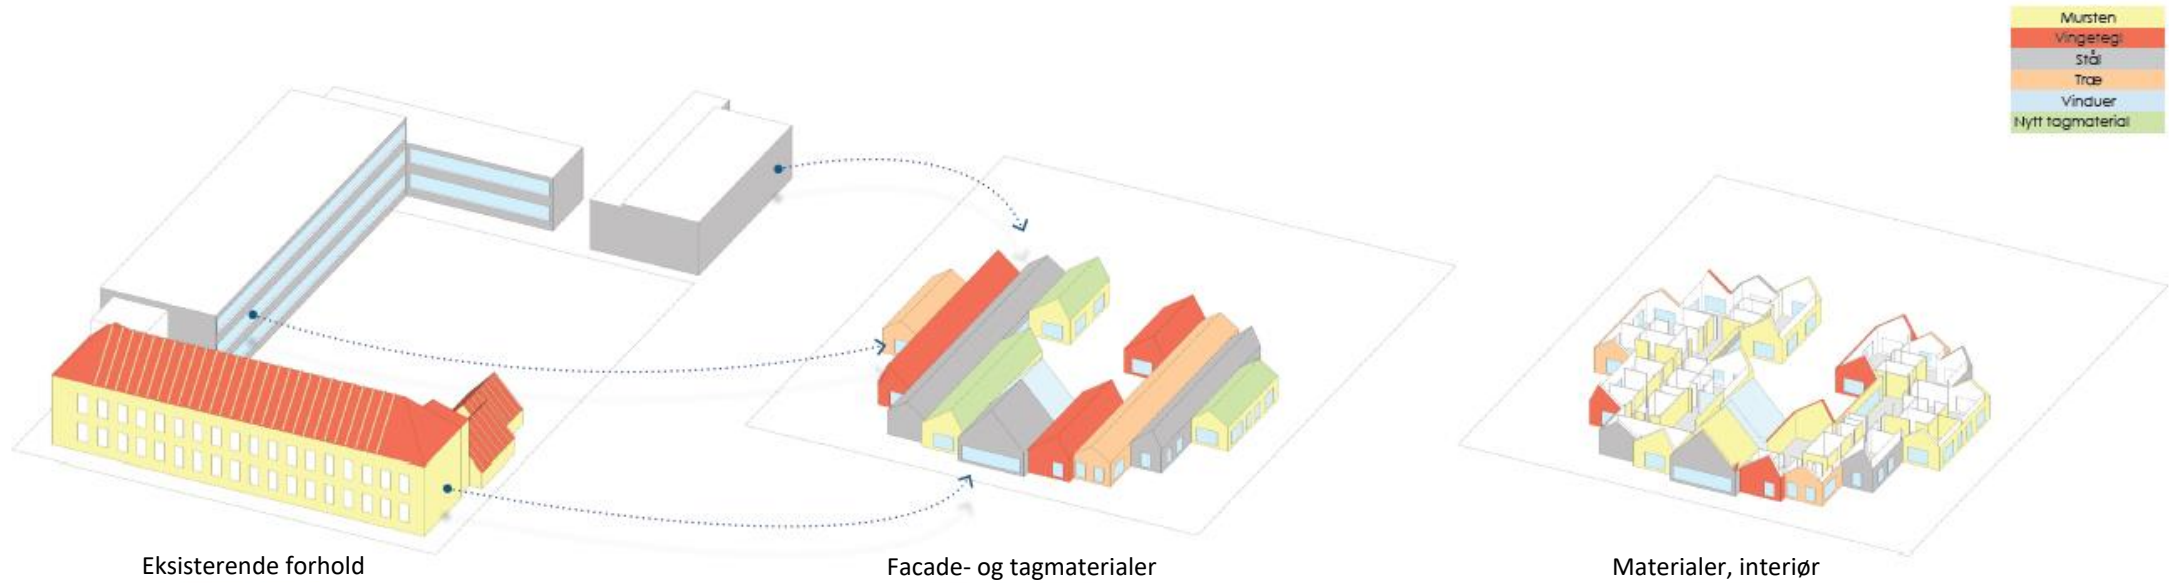 Mursten
Vingetegl
Stål
Træ
Vinduer
Nytt tagmaterial
Eksisterende forhold
Facade- og tagmaterialer
Materialer, interiør